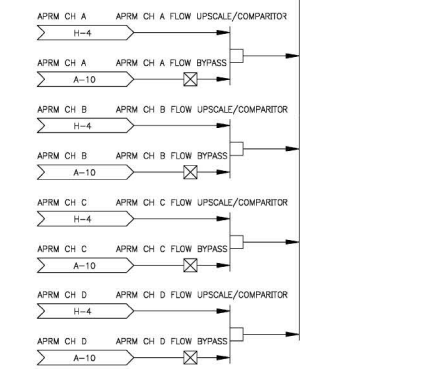 APRM CH A APRM CH A FLOW UPSCALE/COMPARITOR
H-4
APRM CH A APRM CH A FLOW BYPASS
A-10
APRM CH B APRM CH B FLOW UPSCALE/COMPARITOR
H-4
APRM CH B APRM CH B FLOW BYPASS
A-10
APRM CH C APRM CH C FLOW UPSCALE/COMPARITOR
H-4
APRM CH C APRM CH C FLOW BYPASS
A-10
APRM CH D APRM CH D FLOW UPSCALE/COMPARITOR
H-4
APRM CH D APRM CH D FLOW BYPASS
A-10